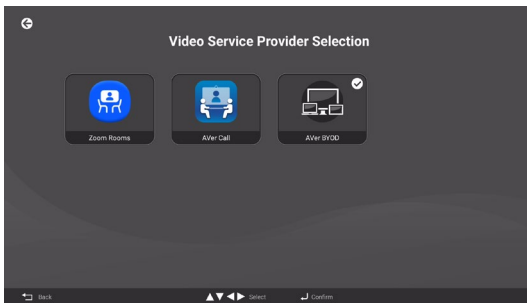 Video Service Provider Selection
Zoom Rooms
AVer Call
AVer BYOD
Back
Select
Confirm